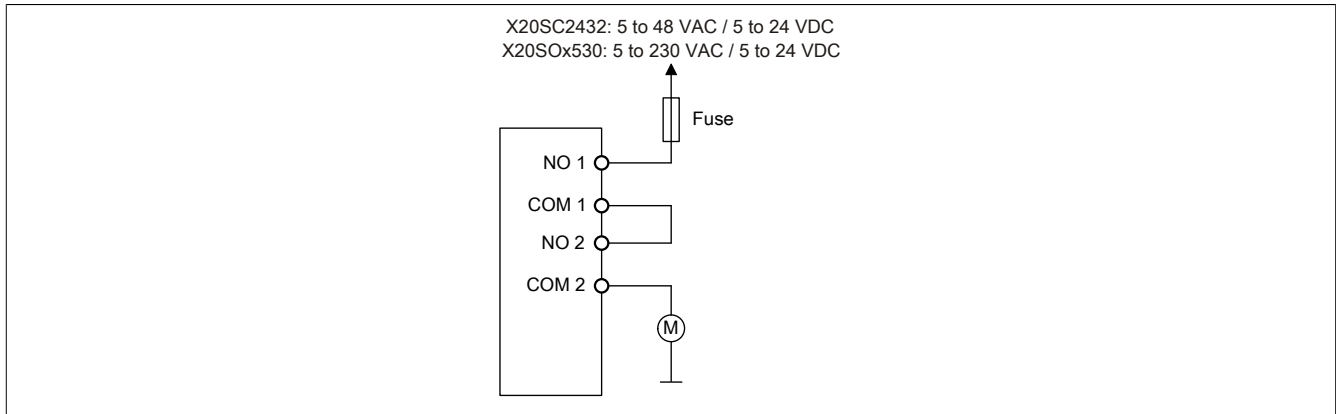 X20SC2432: 5 to 48 VAC / 5 to 24 VDC
X20SOx530: 5 to 230 VAC / 5 to 24 VDC
Fuse
NO 1
COM 1
NO 2
COM 2
M